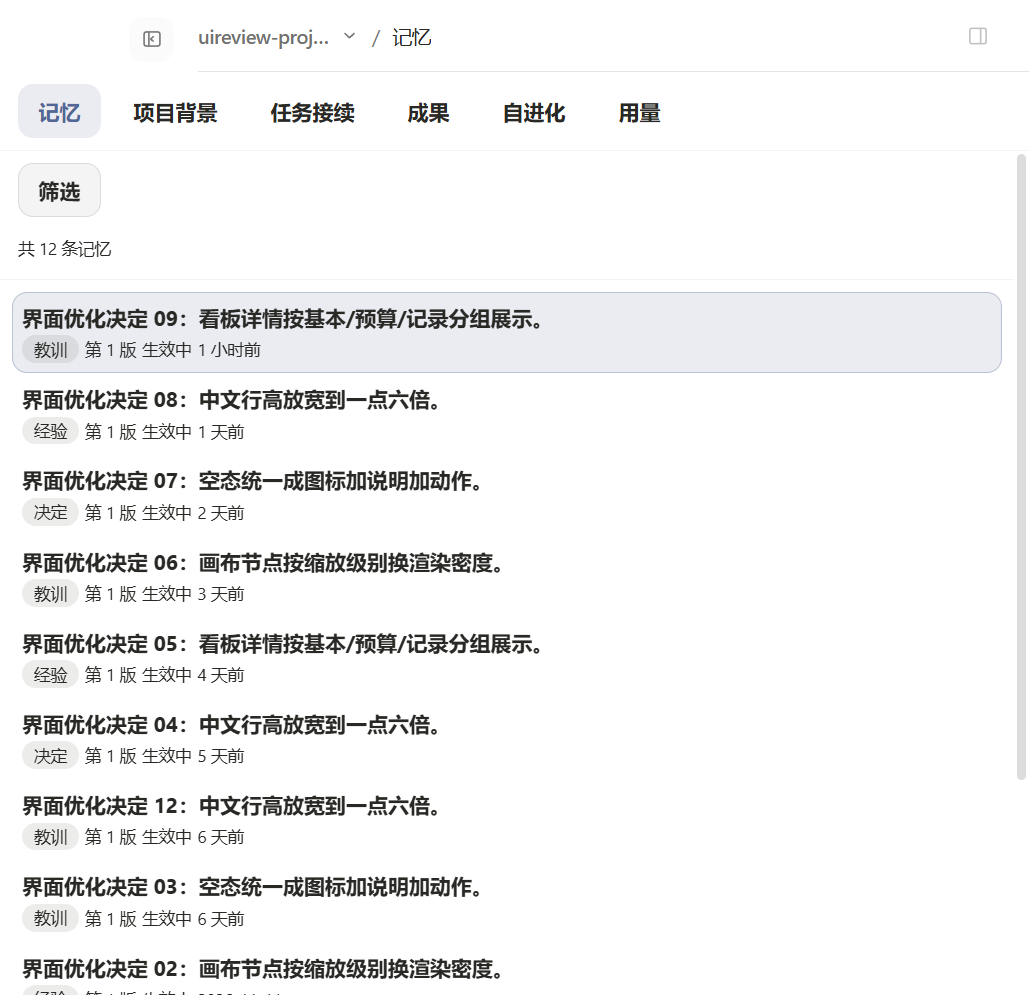 uireview-proj... / 记忆
记忆 项目背景 任务接续 成果 自进化 用量
筛选
共 12 条记忆
界面优化决定 09：看板详情按基本/预算/记录分组展示。
教训 第 1 版 生效中 1 小时前
界面优化决定 08：中文行高放宽到一点六倍。
经验 第 1 版 生效中 1 天前
界面优化决定 07：空态统一成图标加说明加动作。
决定 第 1 版 生效中 2 天前
界面优化决定 06：画布节点按缩放级别换渲染密度。
教训 第 1 版 生效中 3 天前
界面优化决定 05：看板详情按基本/预算/记录分组展示。
经验 第 1 版 生效中 4 天前
界面优化决定 04：中文行高放宽到一点六倍。
决定 第 1 版 生效中 5 天前
界面优化决定 12：中文行高放宽到一点六倍。
教训 第 1 版 生效中 6 天前
界面优化决定 03：空态统一成图标加说明加动作。
教训 第 1 版 生效中 6 天前
界面优化决定 02：画布节点按缩放级别换渲染密度。